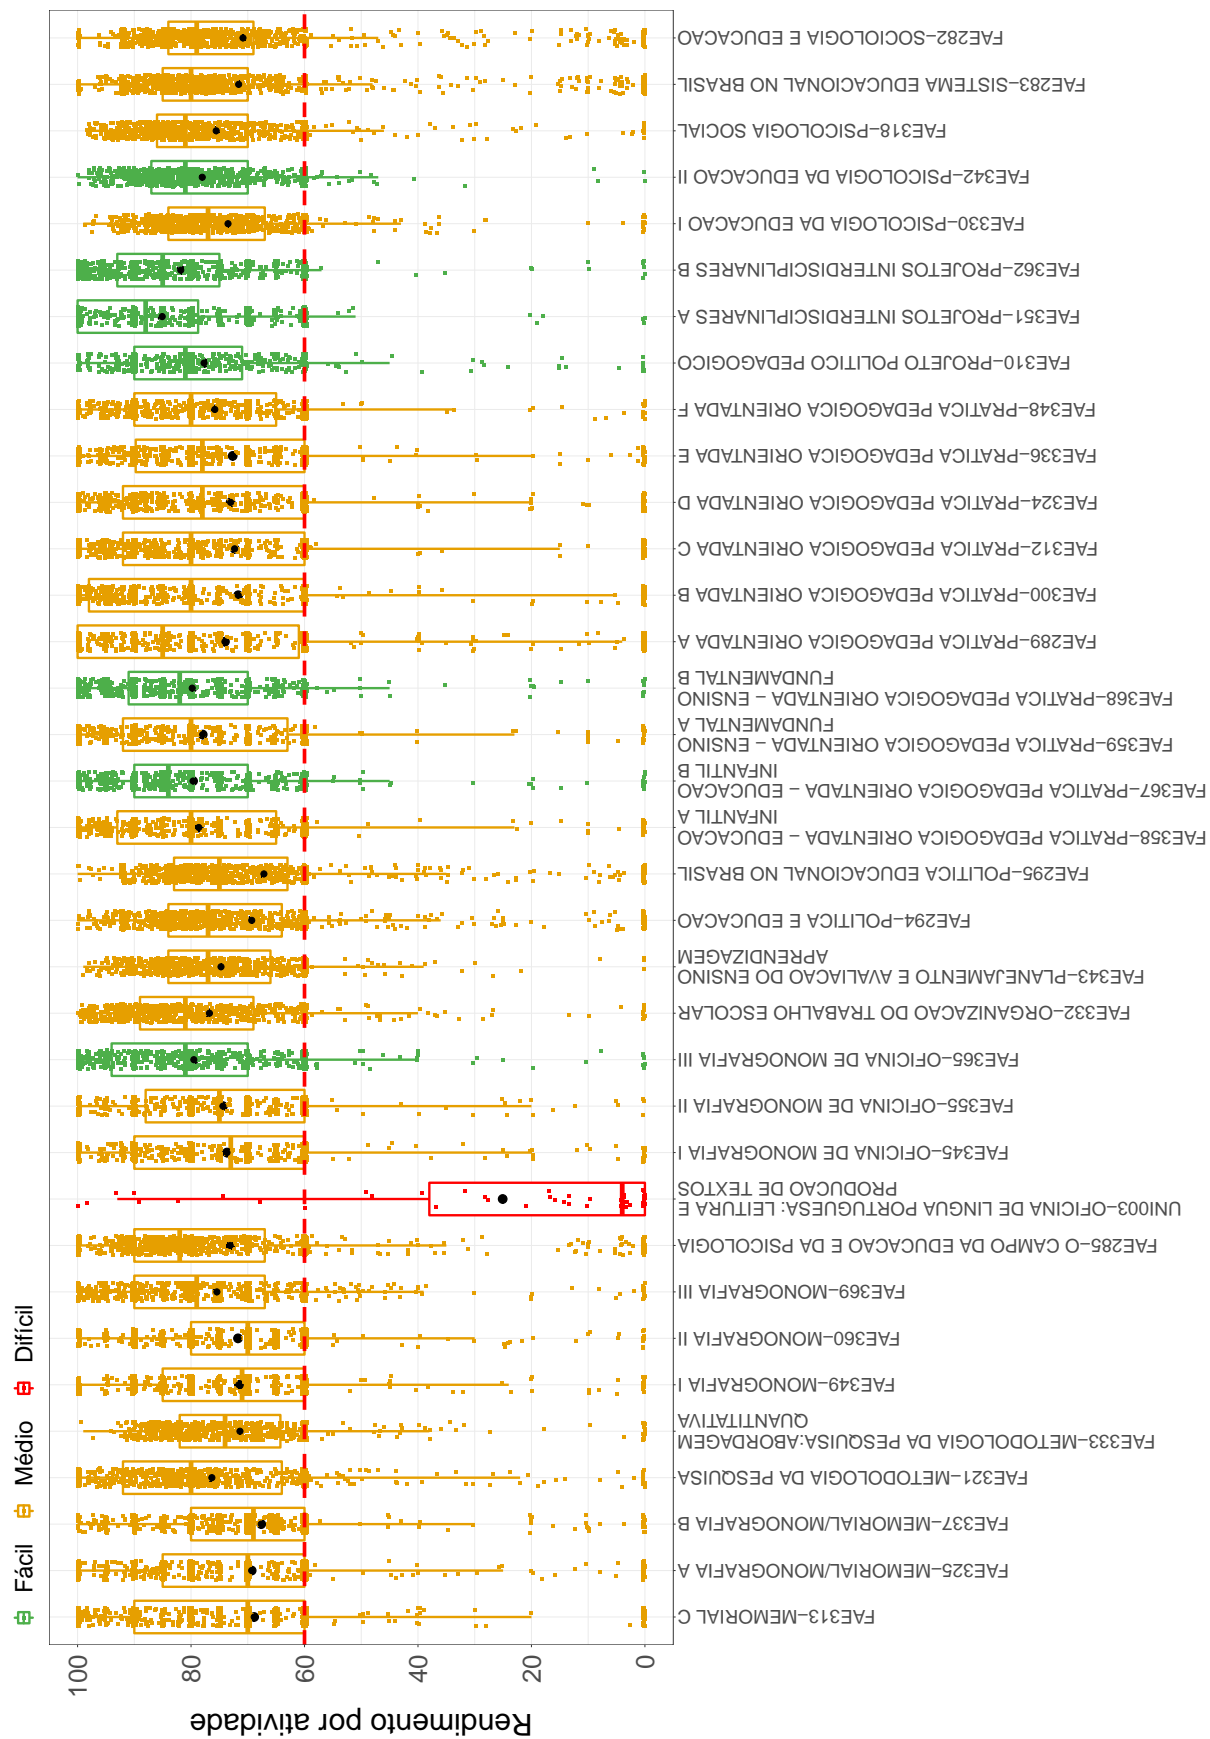 Fácil
Médio
Difícil
Rendimento por atividade
100
80
60
40
20
0
FAE313–MEMORIAL C
FAE325–MEMORIAL/MONOGRAFIA A
FAE337–MEMORIAL/MONOGRAFIA B
FAE321–METODOLOGIA DA PESQUISA
FAE333–METODOLOGIA DA PESQUISA:ABORDAGEM
QUANTITATIVA
FAE349–MONOGRAFIA I
FAE360–MONOGRAFIA II
FAE369–MONOGRAFIA III
FAE285–O CAMPO DA EDUCACAO E DA PSICOLOGIA
UNI003–OFICINA DE LINGUA PORTUGUESA: LEITURA E
PRODUCAO DE TEXTOS
FAE345–OFICINA DE MONOGRAFIA I
FAE355–OFICINA DE MONOGRAFIA II
FAE365–OFICINA DE MONOGRAFIA III
FAE332–ORGANIZACAO DO TRABALHO ESCOLAR
FAE343–PLANEJAMENTO E AVALIACAO DO ENSINO
APRENDIZAGEM
FAE294–POLITICA E EDUCACAO
FAE295–POLITICA EDUCACIONAL NO BRASIL
FAE358–PRATICA PEDAGOGICA ORIENTADA – EDUCACAO
INFANTIL A
FAE367–PRATICA PEDAGOGICA ORIENTADA – EDUCACAO
INFANTIL B
FAE359–PRATICA PEDAGOGICA ORIENTADA – ENSINO
FUNDAMENTAL A
FAE368–PRATICA PEDAGOGICA ORIENTADA – ENSINO
FUNDAMENTAL B
FAE289–PRATICA PEDAGOGICA ORIENTADA A
FAE300–PRATICA PEDAGOGICA ORIENTADA B
FAE312–PRATICA PEDAGOGICA ORIENTADA C
FAE324–PRATICA PEDAGOGICA ORIENTADA D
FAE336–PRATICA PEDAGOGICA ORIENTADA E
FAE348–PRATICA PEDAGOGICA ORIENTADA F
FAE310–PROJETO POLITICO PEDAGOGICO
FAE351–PROJETOS INTERDISCIPLINARES A
FAE362–PROJETOS INTERDISCIPLINARES B
FAE330–PSICOLOGIA DA EDUCACAO I
FAE342–PSICOLOGIA DA EDUCACAO II
FAE318–PSICOLOGIA SOCIAL
FAE283–SISTEMA EDUCACIONAL NO BRASIL
FAE282–SOCIOLOGIA E EDUCACAO